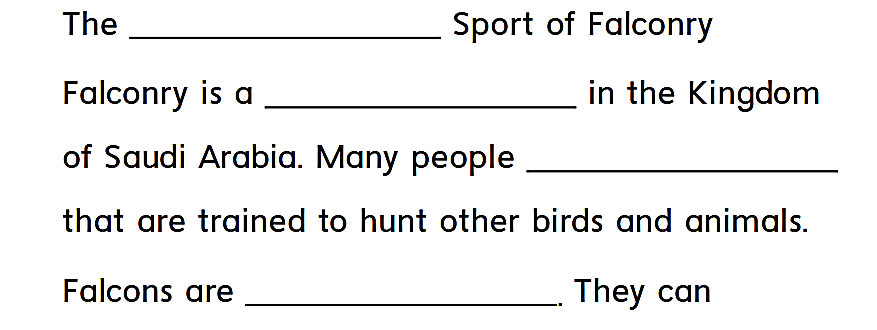 The ____________________ Sport of Falconry
Falconry is a ____________________ in the Kingdom
of Saudi Arabia. Many people ____________________
that are trained to hunt other birds and animals.
Falcons are ____________________. They can